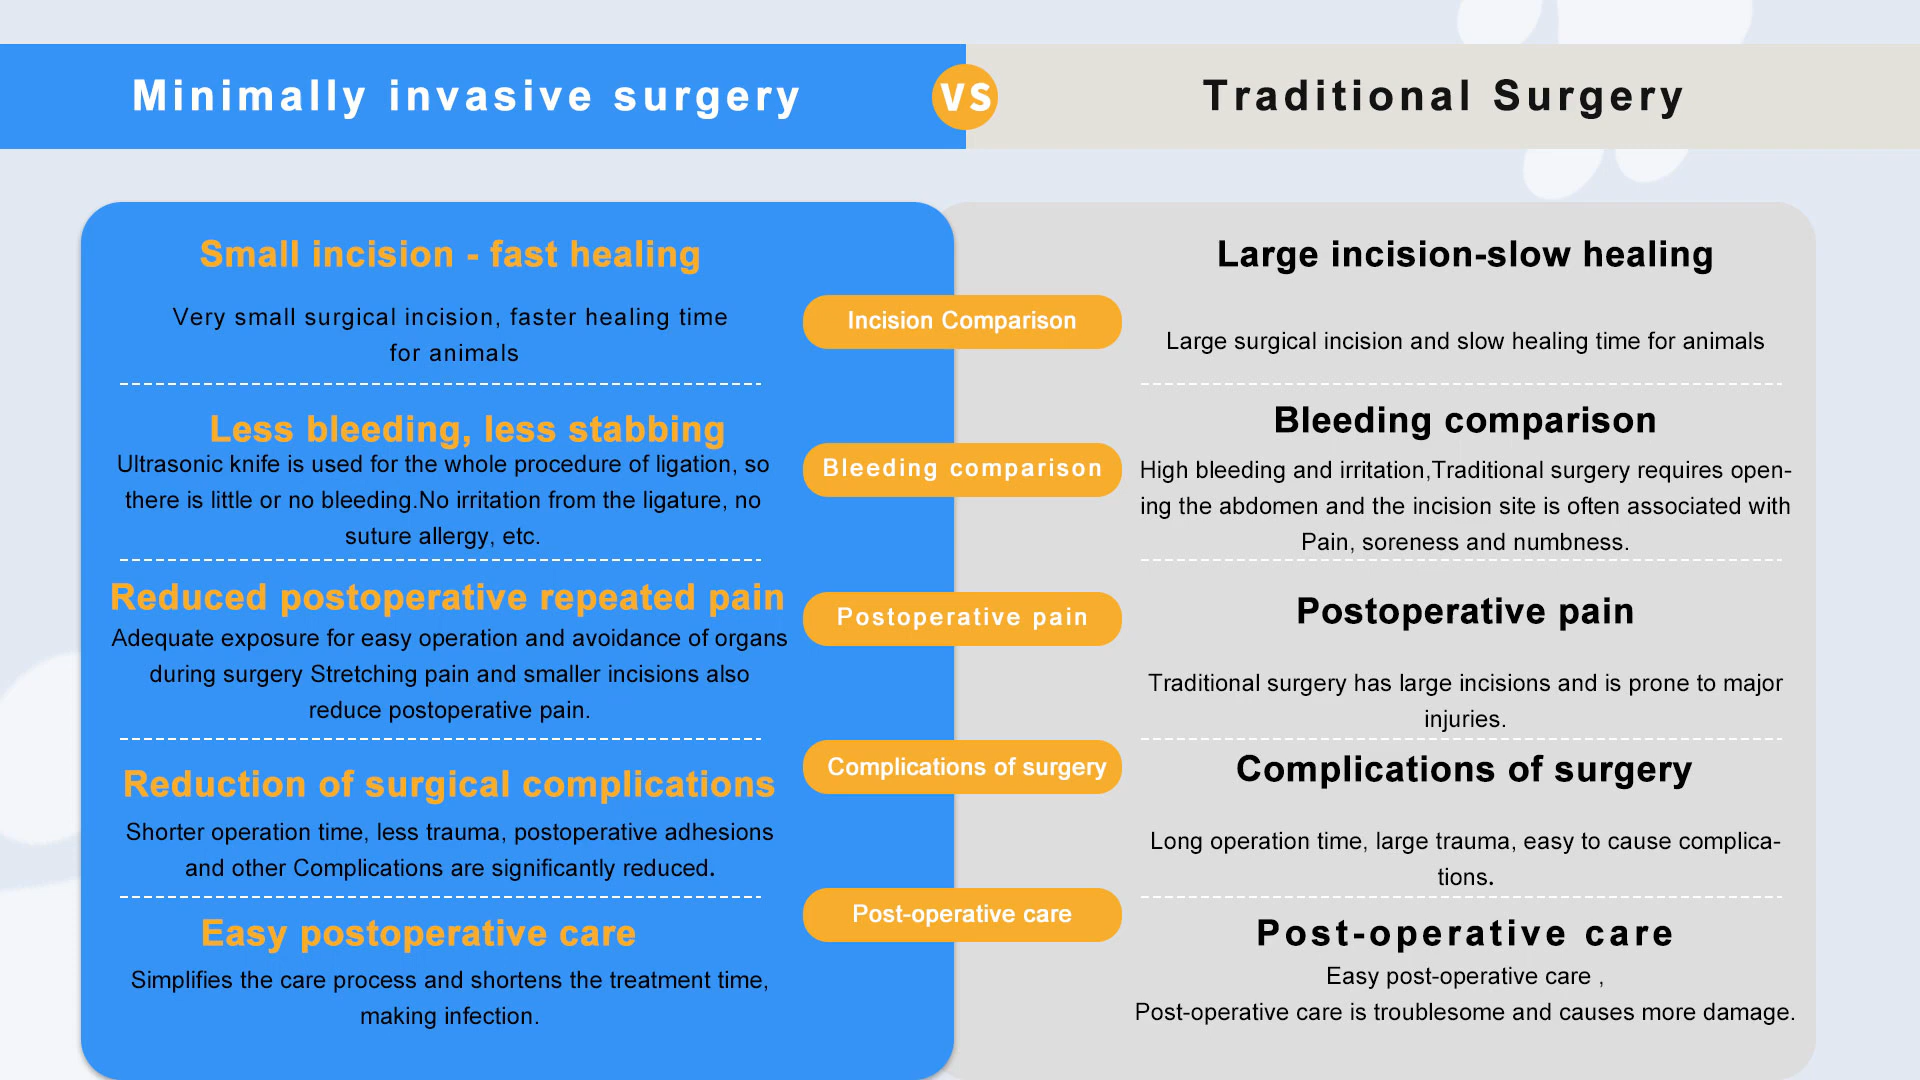 Minimally invasive surgery
VS
Traditional Surgery
Small incision - fast healing
Very small surgical incision, faster healing time
for animals
Less bleeding, less stabbing
Ultrasonic knife is used for the whole procedure of ligation, so
there is little or no bleeding.No irritation from the ligature, no
suture allergy, etc.
Reduced postoperative repeated pain
Adequate exposure for easy operation and avoidance of organs
during surgery Stretching pain and smaller incisions also
reduce postoperative pain.
Reduction of surgical complications
Shorter operation time, less trauma, postoperative adhesions
and other Complications are significantly reduced.
Easy postoperative care
Simplifies the care process and shortens the treatment time,
making infection.
Incision Comparison
Bleeding comparison
Postoperative pain
Complications of surgery
Post-operative care
Large incision-slow healing
Large surgical incision and slow healing time for animals
Bleeding comparison
High bleeding and irritation,Traditional surgery requires open-
ing the abdomen and the incision site is often associated with
Pain, soreness and numbness.
Postoperative pain
Traditional surgery has large incisions and is prone to major
injuries.
Complications of surgery
Long operation time, large trauma, easy to cause complica-
tions.
Post-operative care
Easy post-operative care ,
Post-operative care is troublesome and causes more damage.